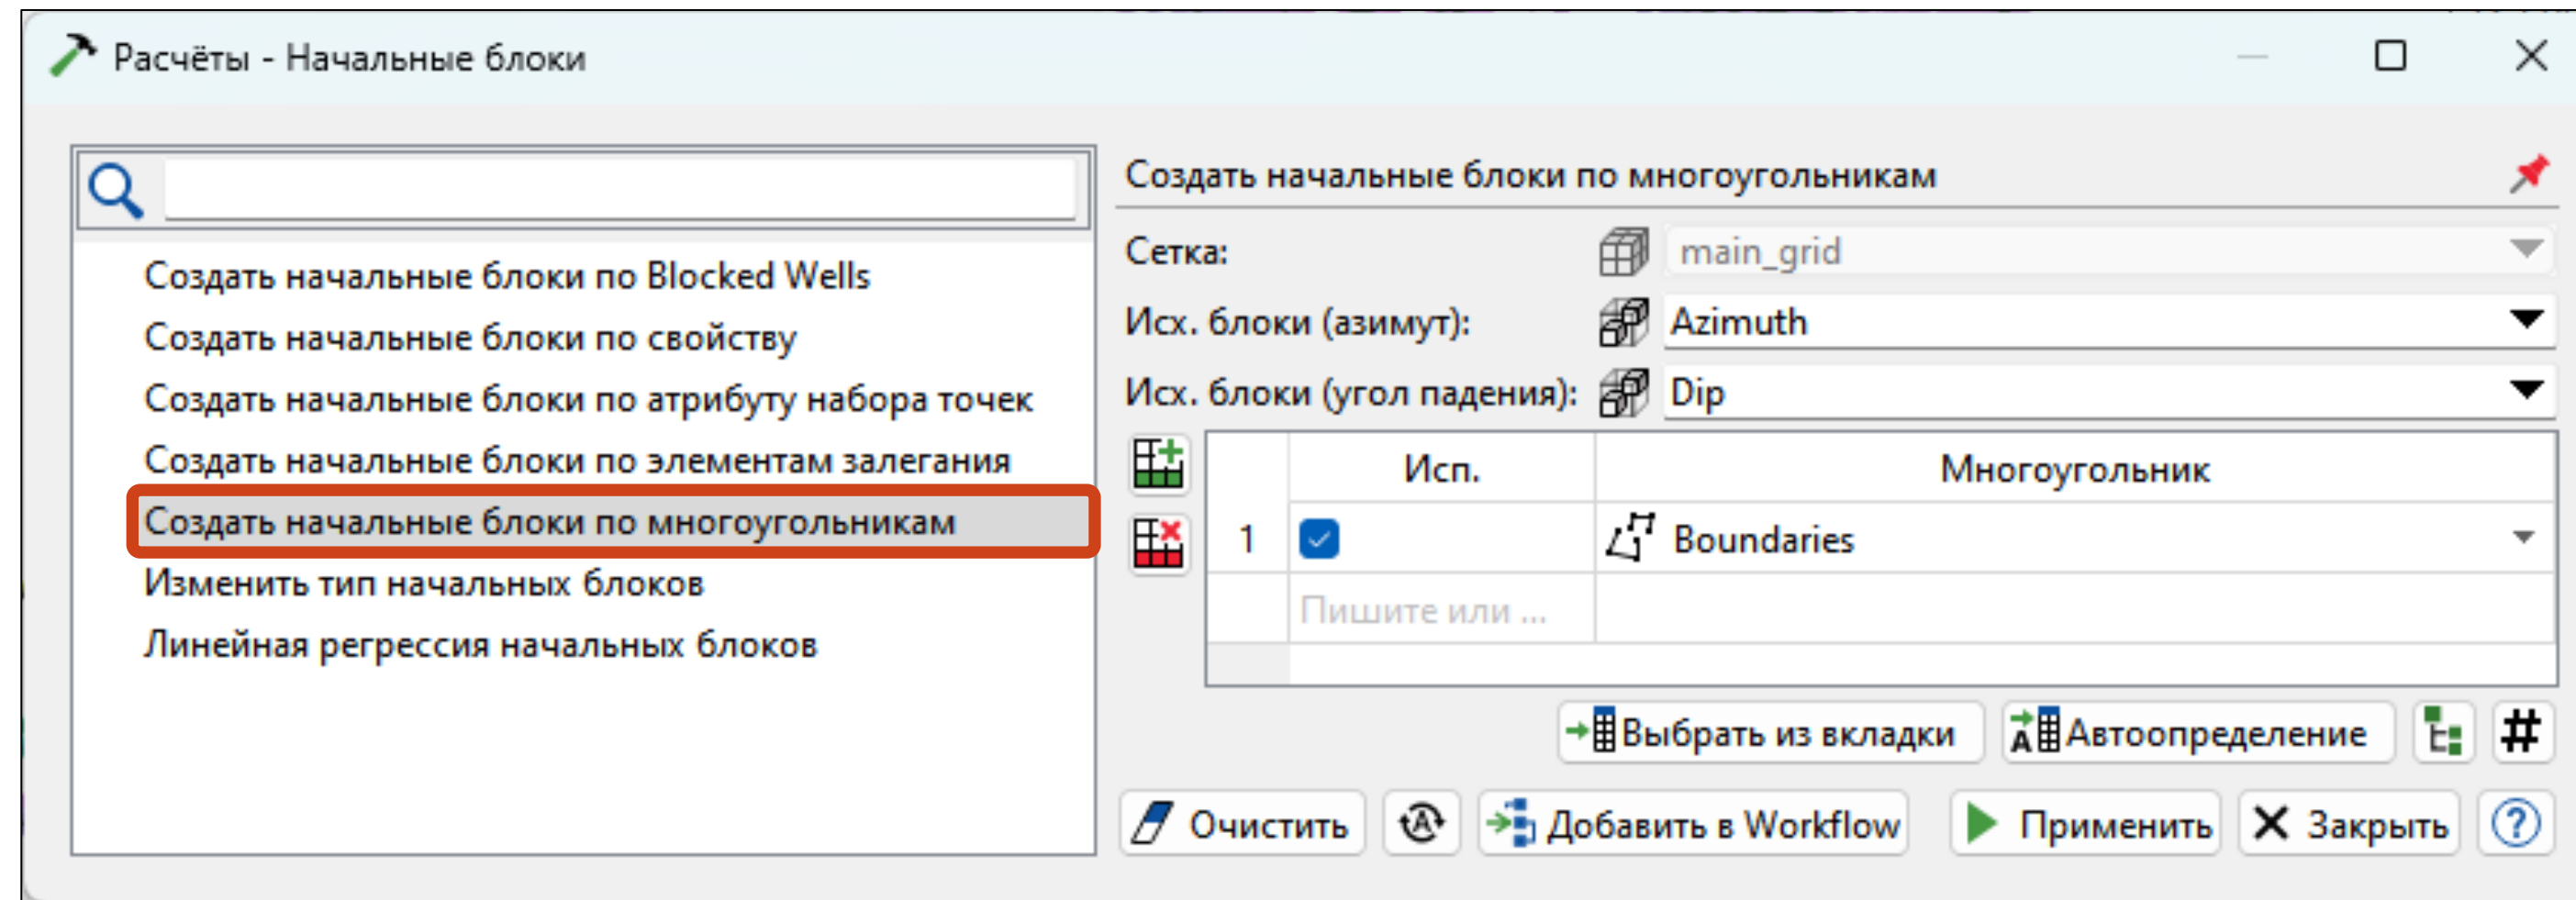 Расчёты - Начальные блоки
Создать начальные блоки по Blocked Wells
Создать начальные блоки по свойству
Создать начальные блоки по атрибуту набора точек
Создать начальные блоки по элементам залегания
Создать начальные блоки по многоугольникам
Изменить тип начальных блоков
Линейная регрессия начальных блоков
Создать начальные блоки по многоугольникам
Сетка: main_grid
Исх. блоки (азимут): Azimuth
Исх. блоки (угол падения): Dip
Исп. Многоугольник
1 Boundaries
Пишите или ...
Выбрать из вкладки Автоопределение #
Очистить Добавить в Workflow Применить Закрыть ?